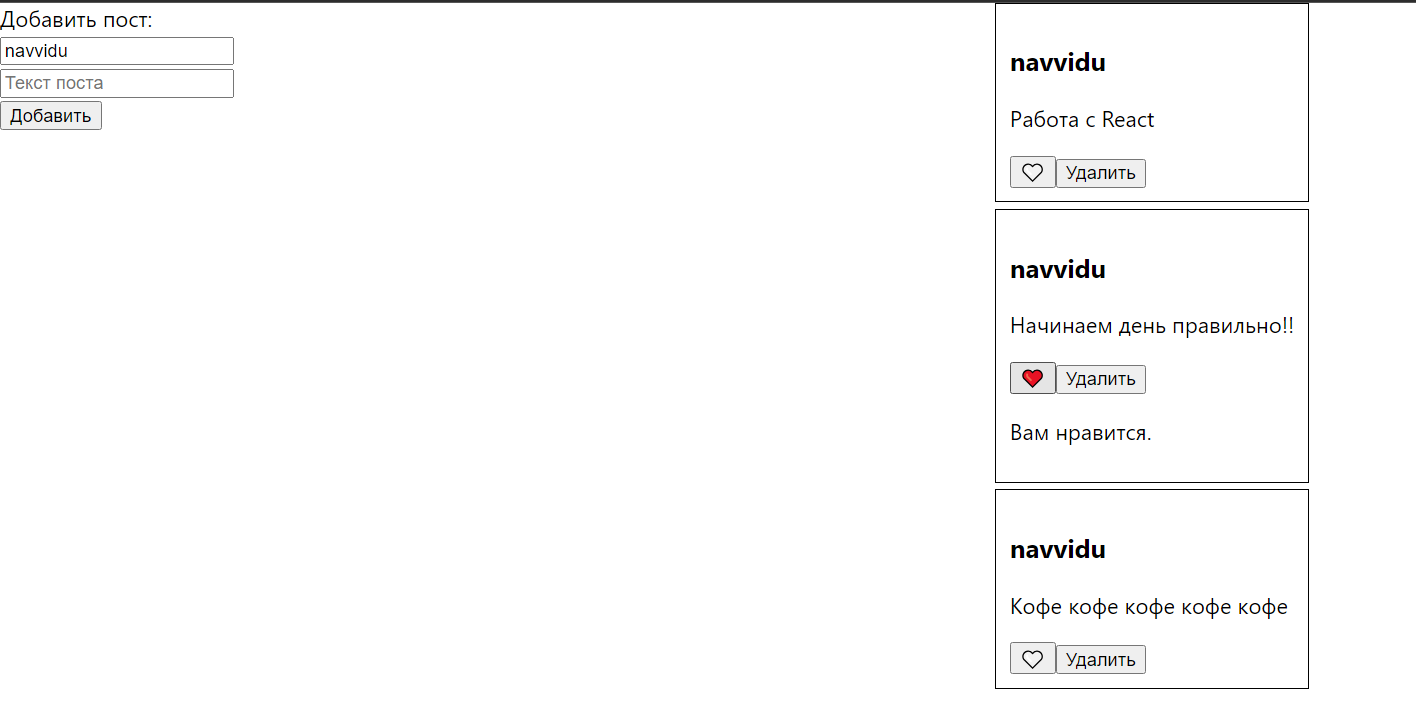 Добавить пост:
navvidu
Текст поста
Добавить
navvidu
Работа с React
Удалить
navvidu
Начинаем день правильно!!
Удалить
Вам нравится.
navvidu
Кофе кофе кофе кофе кофе
Удалить